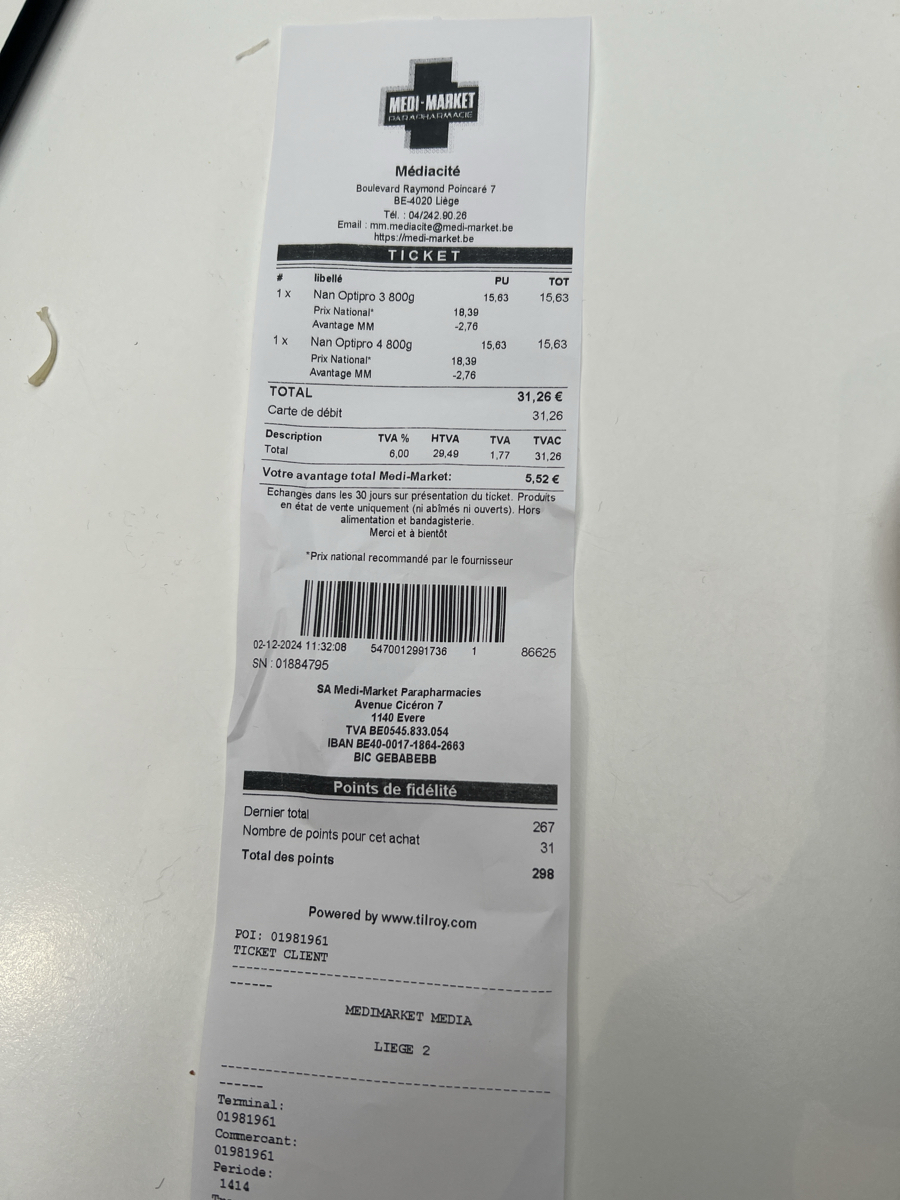 MEDI-MARKET
PARAPHARMACIE
Médiacité
Boulevard Raymond Poincaré 7
BE-4020 Liège
Tél. : 04/242.90.26
Email : mm.mediacite@medi-market.be
https://medi-market.be
TICKET
# libellé PU TOT
1 x Nan Optipro 3 800g 15,63 15,63
Prix National* 18,39
Avantage MM -2,76
1 x Nan Optipro 4 800g 15,63 15,63
Prix National* 18,39
Avantage MM -2,76
TOTAL 31,26 €
Carte de débit 31,26
Description TVA % HTVA TVA TVAC
Total 6,00 29,49 1,77 31,26
Votre avantage total Medi-Market: 5,52 €
Echanges dans les 30 jours sur présentation du ticket. Produits
en état de vente uniquement (ni abîmés ni ouverts). Hors
alimentation et bandagisterie.
Merci et à bientôt
*Prix national recommandé par le fournisseur
02-12-2024 11:32:08 5470012991736 1 86625
SN : 01884795
SA Medi-Market Parapharmacies
Avenue Cicéron 7
1140 Evere
TVA BE0545.833.054
IBAN BE40-0017-1864-2663
BIC GEBABEBB
Points de fidélité
Dernier total 267
Nombre de points pour cet achat 31
Total des points 298
Powered by www.tilroy.com
POI: 01981961
TICKET CLIENT
MEDIMARKET MEDIA
LIEGE 2
Terminal:
01981961
Commercant:
01981961
Periode:
1414